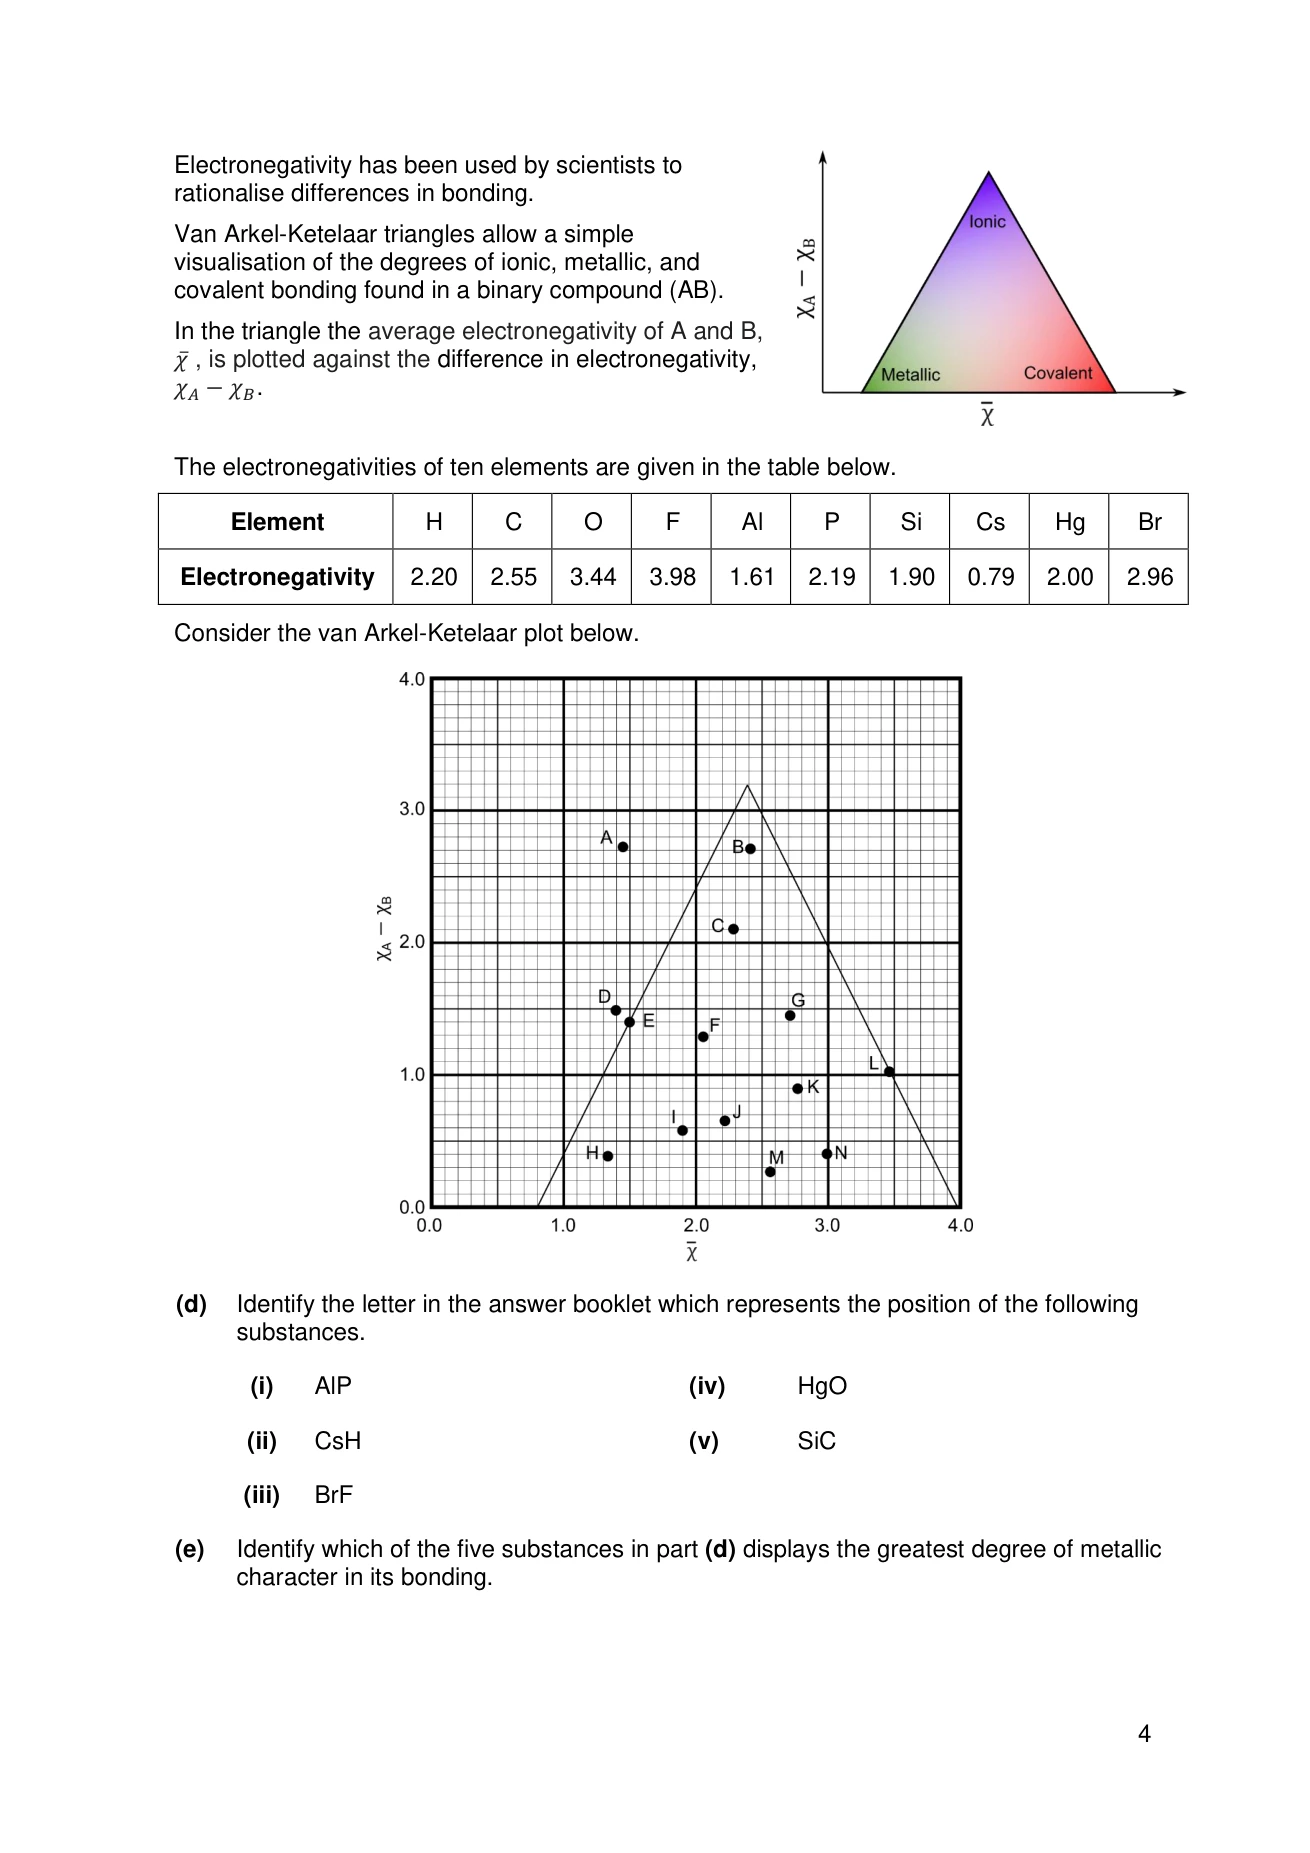 Electronegativity has been used by scientists to
rationalise differences in bonding.
Van Arkel-Ketelaar triangles allow a simple
visualisation of the degrees of ionic, metallic, and
covalent bonding found in a binary compound (AB).
In the triangle the average electronegativity of A and B,
χ̄ , is plotted against the difference in electronegativity,
χA − χB.
χA − χB
Ionic
Metallic
Covalent
χ̄
The electronegativities of ten elements are given in the table below.
Element H C O F Al P Si Cs Hg Br
Electronegativity 2.20 2.55 3.44 3.98 1.61 2.19 1.90 0.79 2.00 2.96
Consider the van Arkel-Ketelaar plot below.
4.0
3.0
A
B
χA − χB
C
2.0
D
G
E
F
L
1.0
K
J
I
H
M
N
0.0
0.0 1.0 2.0 3.0 4.0
χ̄
(d) Identify the letter in the answer booklet which represents the position of the following
substances.
(i) AlP (iv) HgO
(ii) CsH (v) SiC
(iii) BrF
(e) Identify which of the five substances in part (d) displays the greatest degree of metallic
character in its bonding.
4